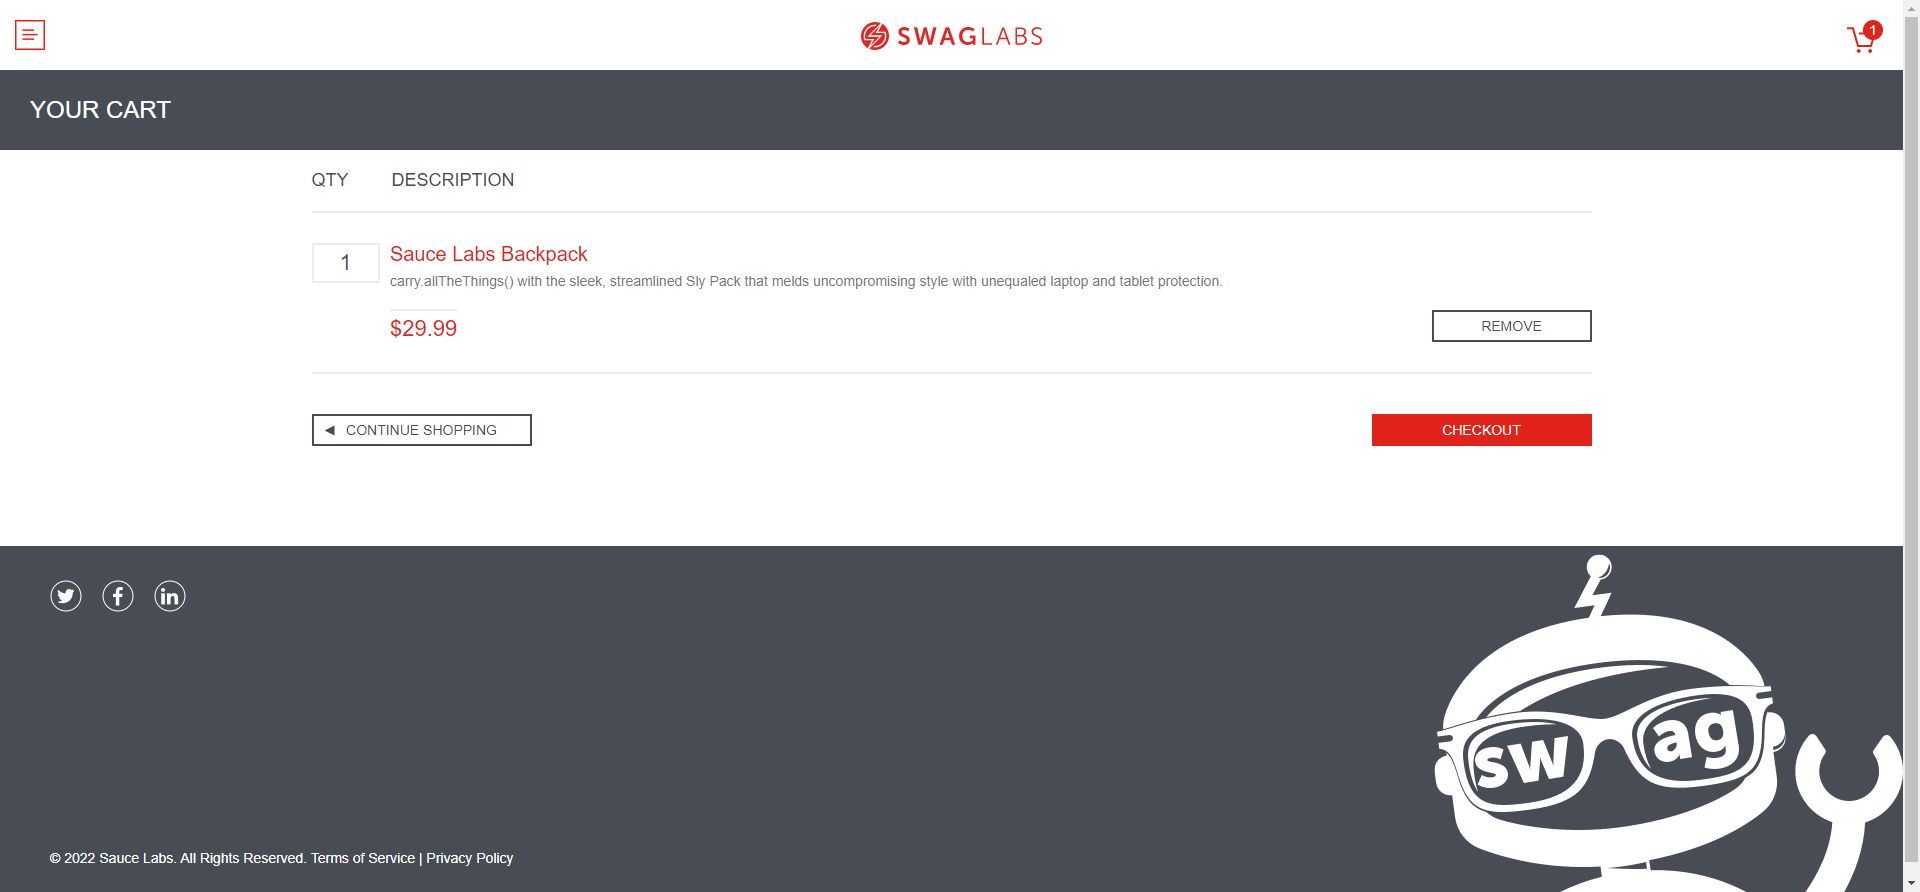 SWAGLABS
1
YOUR CART
QTY DESCRIPTION
1
Sauce Labs Backpack
carry.allTheThings() with the sleek, streamlined Sly Pack that melds uncompromising style with unequaled laptop and tablet protection.
$29.99
REMOVE
CONTINUE SHOPPING
CHECKOUT
f
in
sw ag
© 2022 Sauce Labs. All Rights Reserved. Terms of Service | Privacy Policy